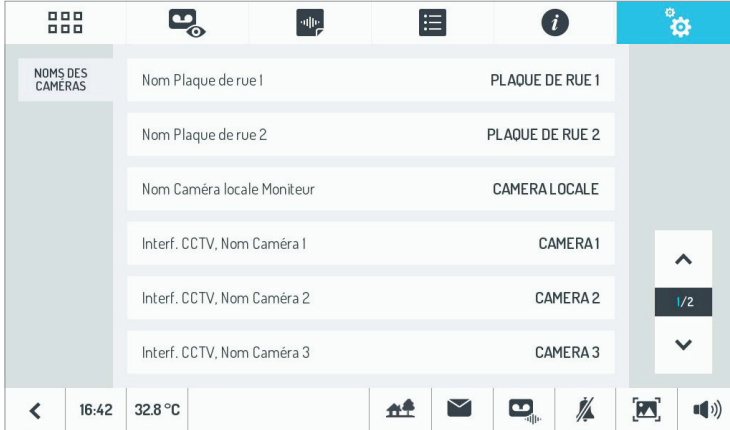 NOMS DES
CAMÉRAS
Nom Plaque de rue 1 PLAQUE DE RUE 1
Nom Plaque de rue 2 PLAQUE DE RUE 2
Nom Caméra locale Moniteur CAMERA LOCALE
Interf. CCTV, Nom Caméra 1 CAMERA 1
Interf. CCTV, Nom Caméra 2 CAMERA 2
Interf. CCTV, Nom Caméra 3 CAMERA 3
1/2
16:42 32.8 °C